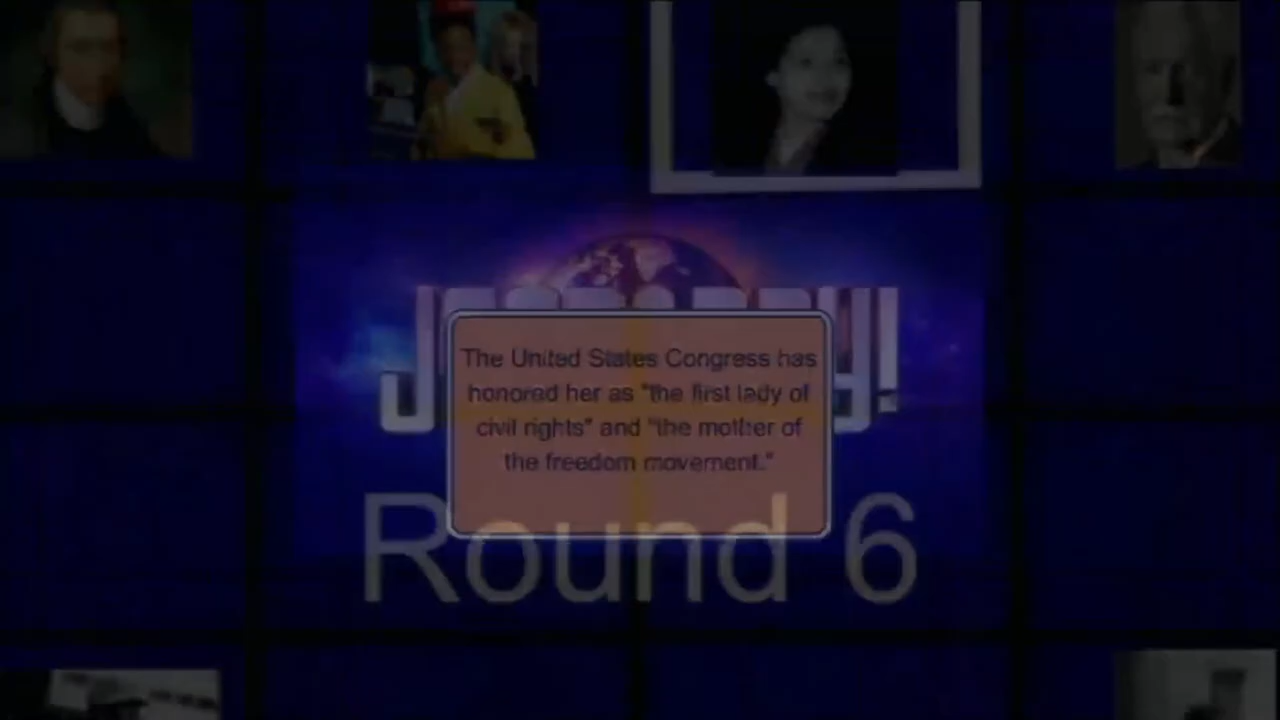 JEOPARDY!
The United States Congress has
honored her as "the first lady of
civil rights" and "the mother of
the freedom movement."
Round 6